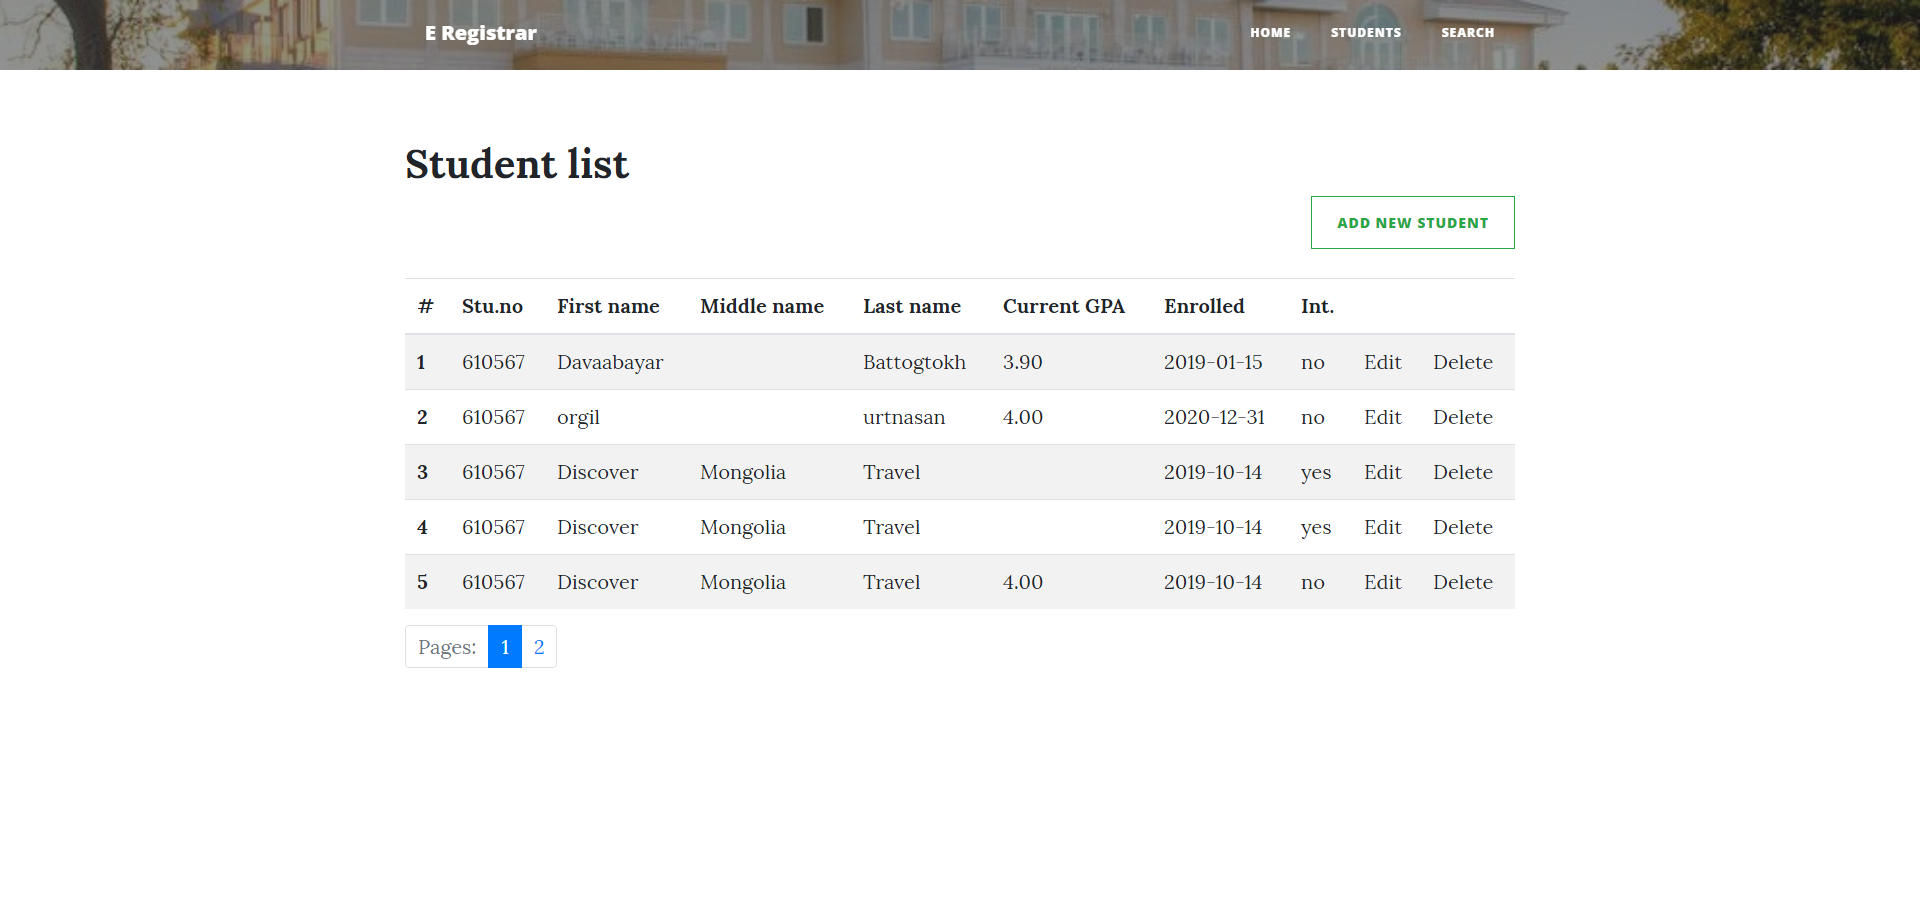 E Registrar HOME STUDENTS SEARCH
Student list
ADD NEW STUDENT
# Stu.no First name Middle name Last name Current GPA Enrolled Int.
1 610567 Davaabayar Battogtokh 3.90 2019-01-15 no Edit Delete
2 610567 orgil urtnasan 4.00 2020-12-31 no Edit Delete
3 610567 Discover Mongolia Travel 2019-10-14 yes Edit Delete
4 610567 Discover Mongolia Travel 2019-10-14 yes Edit Delete
5 610567 Discover Mongolia Travel 4.00 2019-10-14 no Edit Delete
Pages: 1 2